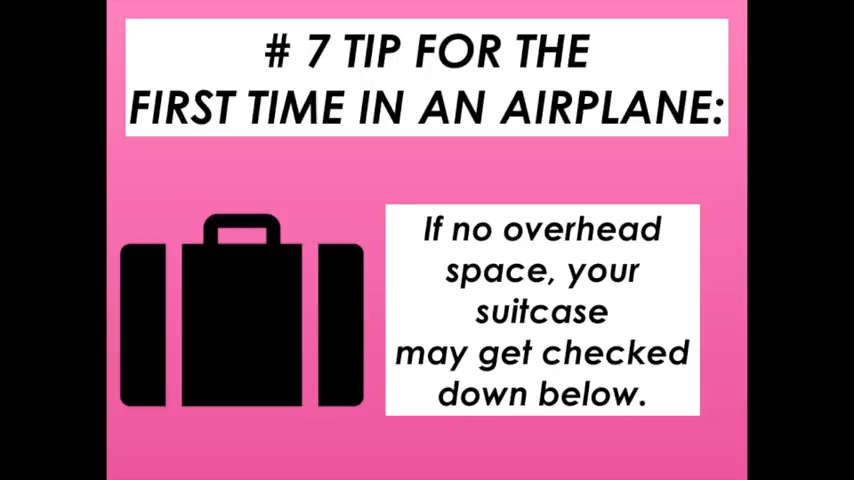 # 7 TIP FOR THE
FIRST TIME IN AN AIRPLANE:
If no overhead
space, your
suitcase
may get checked
down below.